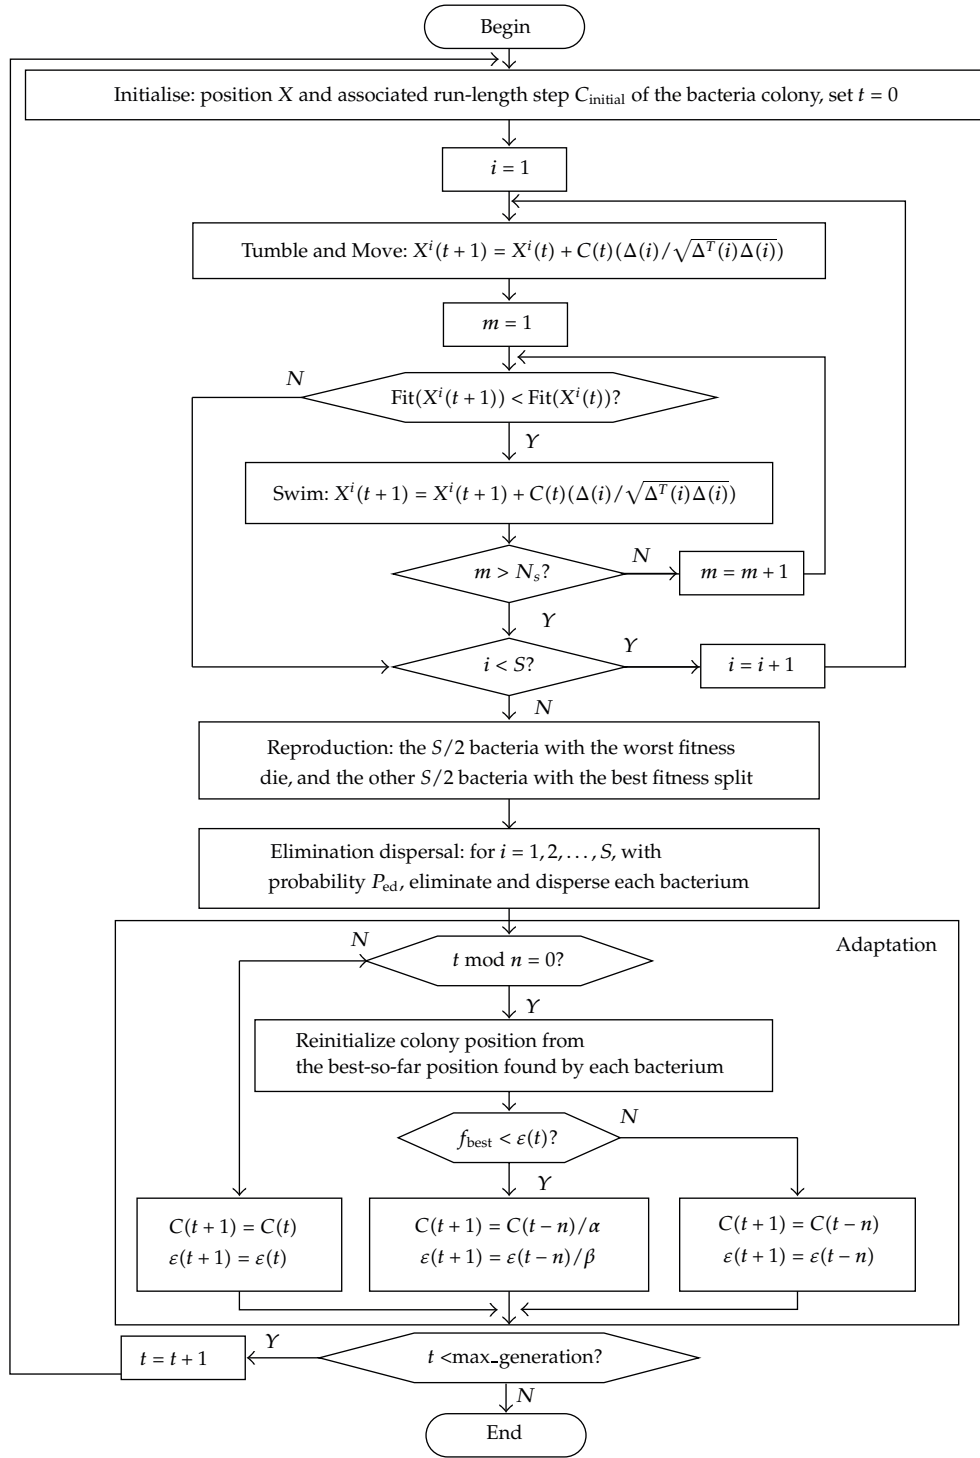 Begin
Initialise: position X and associated run-length step C_initial of the bacteria colony, set t = 0
i = 1
Tumble and Move: X^i(t + 1) = X^i(t) + C(t)(Δ(i)/√Δ^T(i)Δ(i))
m = 1
N
Fit(X^i(t + 1)) < Fit(X^i(t))?
Y
Swim: X^i(t + 1) = X^i(t + 1) + C(t)(Δ(i)/√Δ^T(i)Δ(i))
m > N_s?
N
m = m + 1
Y
i < S?
Y
i = i + 1
N
Reproduction: the S/2 bacteria with the worst fitness
die, and the other S/2 bacteria with the best fitness split
Elimination dispersal: for i = 1, 2, . . . , S, with
probability P_ed, eliminate and disperse each bacterium
Adaptation
N
t mod n = 0?
Y
Reinitialize colony position from
the best-so-far position found by each bacterium
f_best < ε(t)?
N
Y
C(t + 1) = C(t)
ε(t + 1) = ε(t)
C(t + 1) = C(t − n)/α
ε(t + 1) = ε(t − n)/β
C(t + 1) = C(t − n)
ε(t + 1) = ε(t − n)
t = t + 1
Y
t <max_generation?
N
End